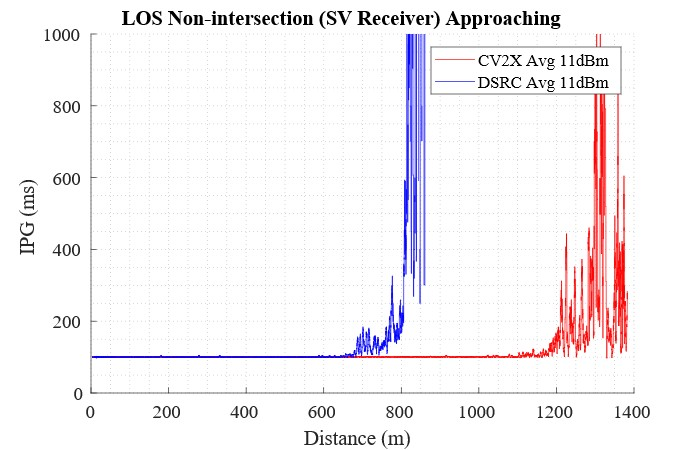 LOS Non-intersection (SV Receiver) Approaching
1000
800
600
400
200
0
IPG (ms)
CV2X Avg 11dBm
DSRC Avg 11dBm
0 200 400 600 800 1000 1200 1400
Distance (m)